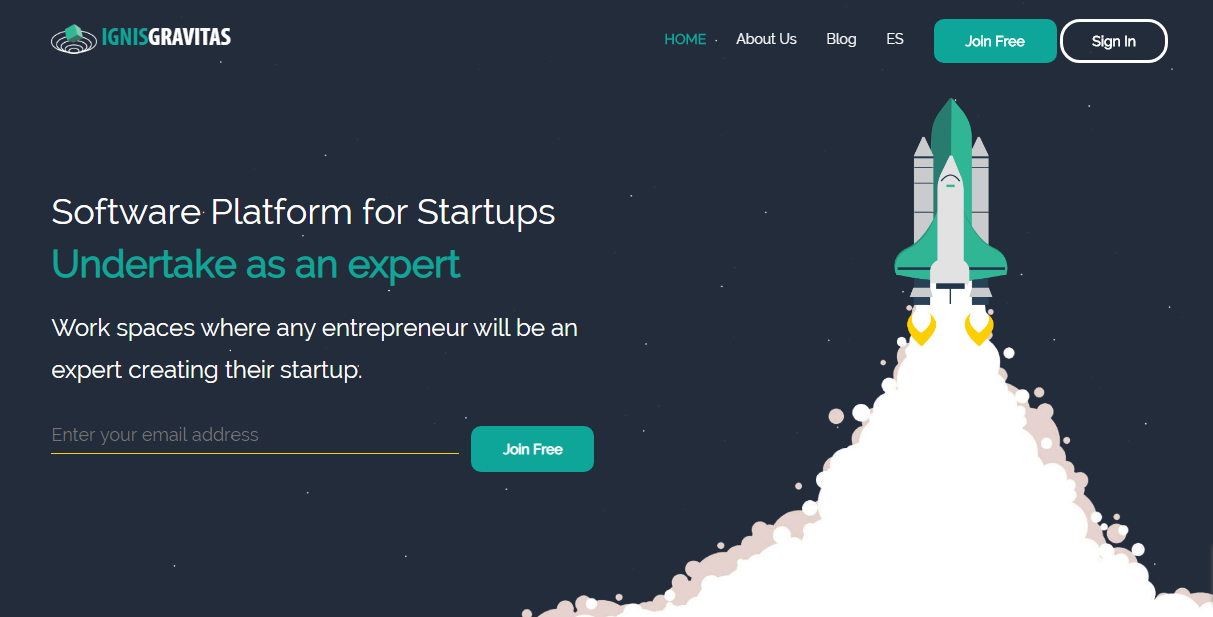 IGNISGRAVITAS
HOME
About Us
Blog
ES
Join Free
Sign In
Software Platform for Startups
Undertake as an expert
Work spaces where any entrepreneur will be an
expert creating their startup.
Enter your email address
Join Free